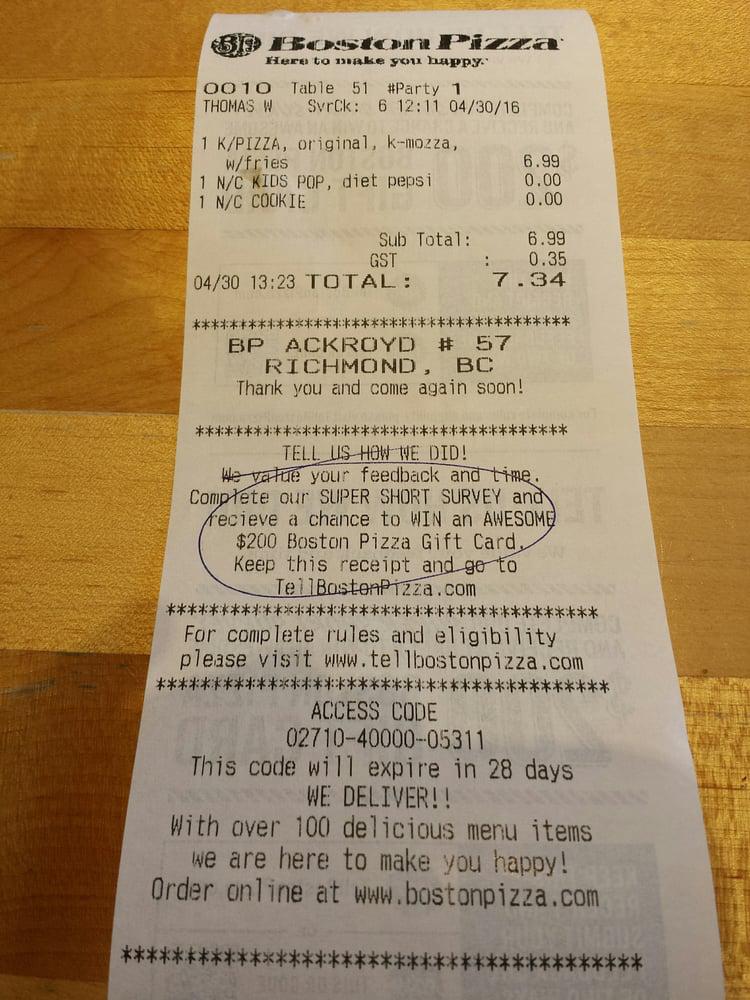 BP Boston Pizza
Here to make you happy.
0010 Table 51 #Party 1
THOMAS W SvrCk: 6 12:11 04/30/16
1 K/PIZZA, original, k-mozza,
w/fries 6.99
1 N/C KIDS POP, diet pepsi 0.00
1 N/C COOKIE 0.00
Sub Total: 6.99
GST : 0.35
04/30 13:23 TOTAL: 7.34
****************************************
BP ACKROYD # 57
RICHMOND, BC
Thank you and come again soon!
****************************************
TELL US HOW WE DID!
We value your feedback and time.
Complete our SUPER SHORT SURVEY and
recieve a chance to WIN an AWESOME
$200 Boston Pizza Gift Card.
Keep this receipt and go to
TellBostonPizza.com
****************************************
For complete rules and eligibility
please visit www.tellbostonpizza.com
****************************************
ACCESS CODE
02710-40000-05311
This code will expire in 28 days
WE DELIVER!!
With over 100 delicious menu items
we are here to make you happy!
Order online at www.bostonpizza.com
****************************************